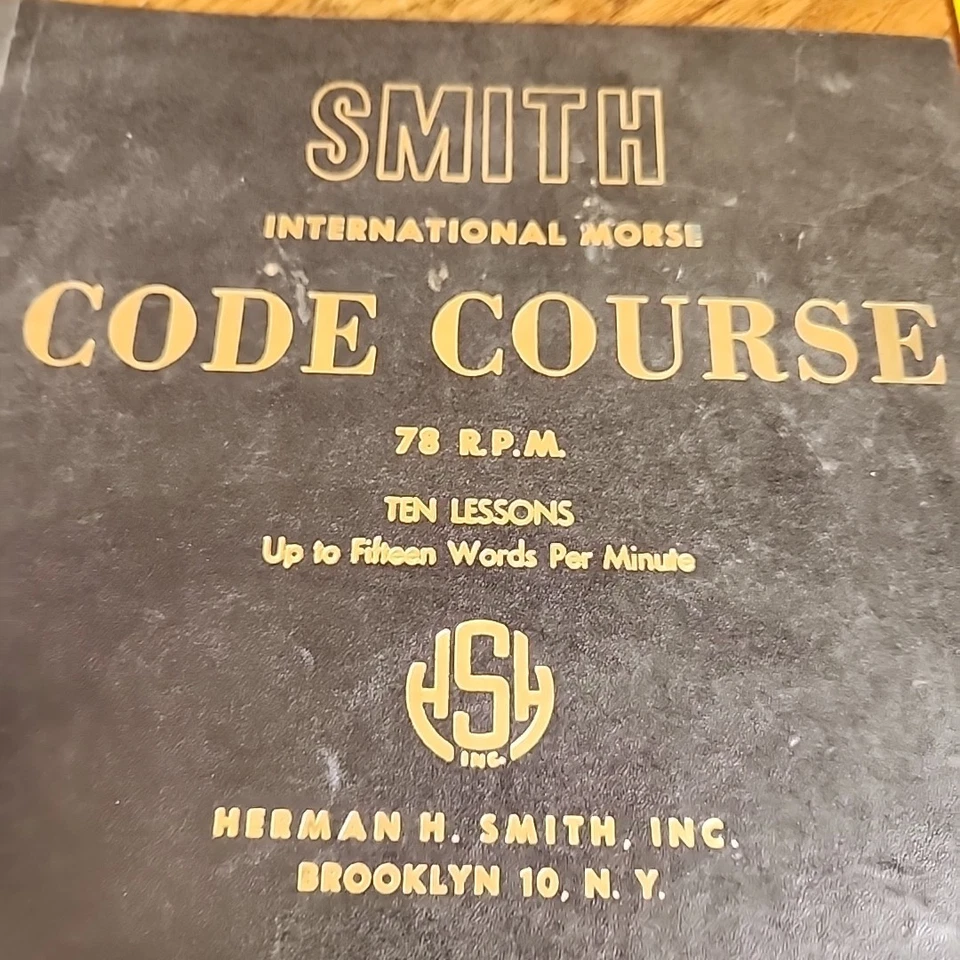 SMITH
INTERNATIONAL MORSE
CODE COURSE
78 R.P.M.
TEN LESSONS
Up to Fifteen Words Per Minute
HSH
INC.
HERMAN H. SMITH, INC.
BROOKLYN 10, N. Y.